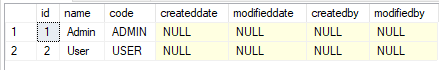 id name code createddate modifieddate createdby modifiedby
1 1 Admin ADMIN NULL NULL NULL NULL
2 2 User USER NULL NULL NULL NULL